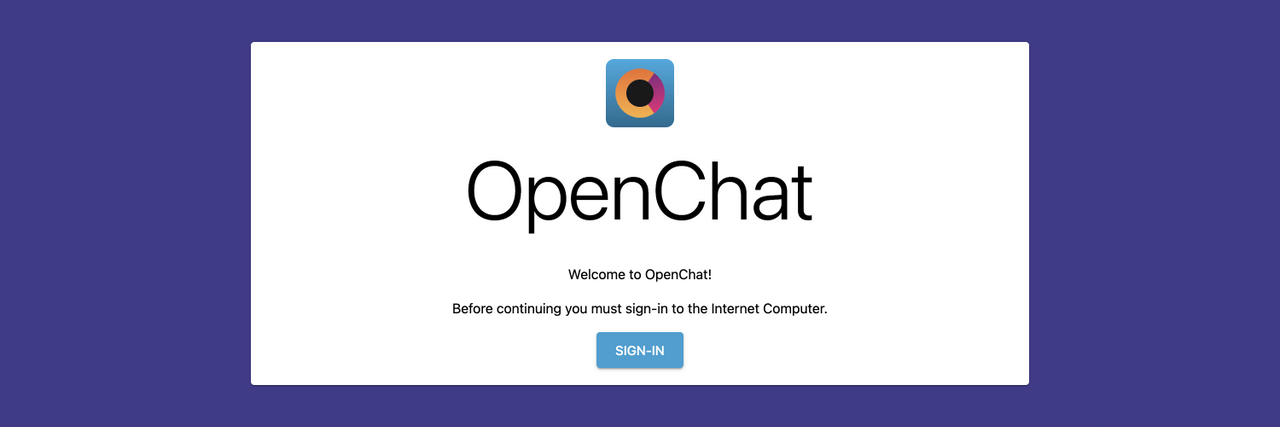 OpenChat
Welcome to OpenChat!
Before continuing you must sign-in to the Internet Computer.
SIGN-IN